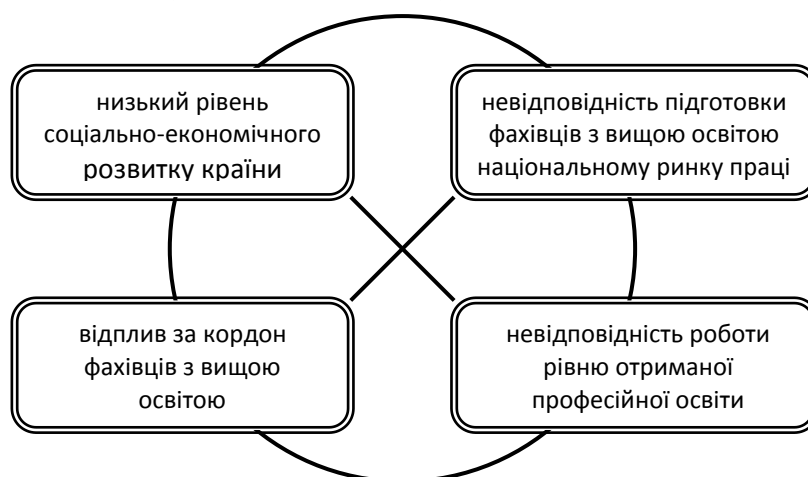 низький рівень
соціально-економічного
розвитку країни
невідповідність підготовки
фахівців з вищою освітою
національному ринку праці
відплив за кордон
фахівців з вищою
освітою
невідповідність роботи
рівню отриманої
професійної освіти